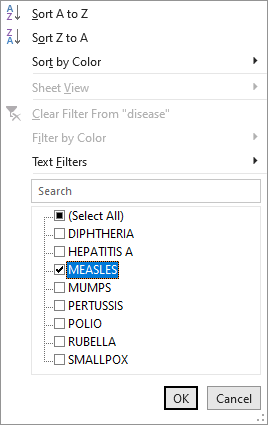 Sort A to Z
Sort Z to A
Sort by Color
Sheet View
Clear Filter From "disease"
Filter by Color
Text Filters
Search
(Select All)
DIPHTHERIA
HEPATITIS A
MEASLES
MUMPS
PERTUSSIS
POLIO
RUBELLA
SMALLPOX
OK Cancel